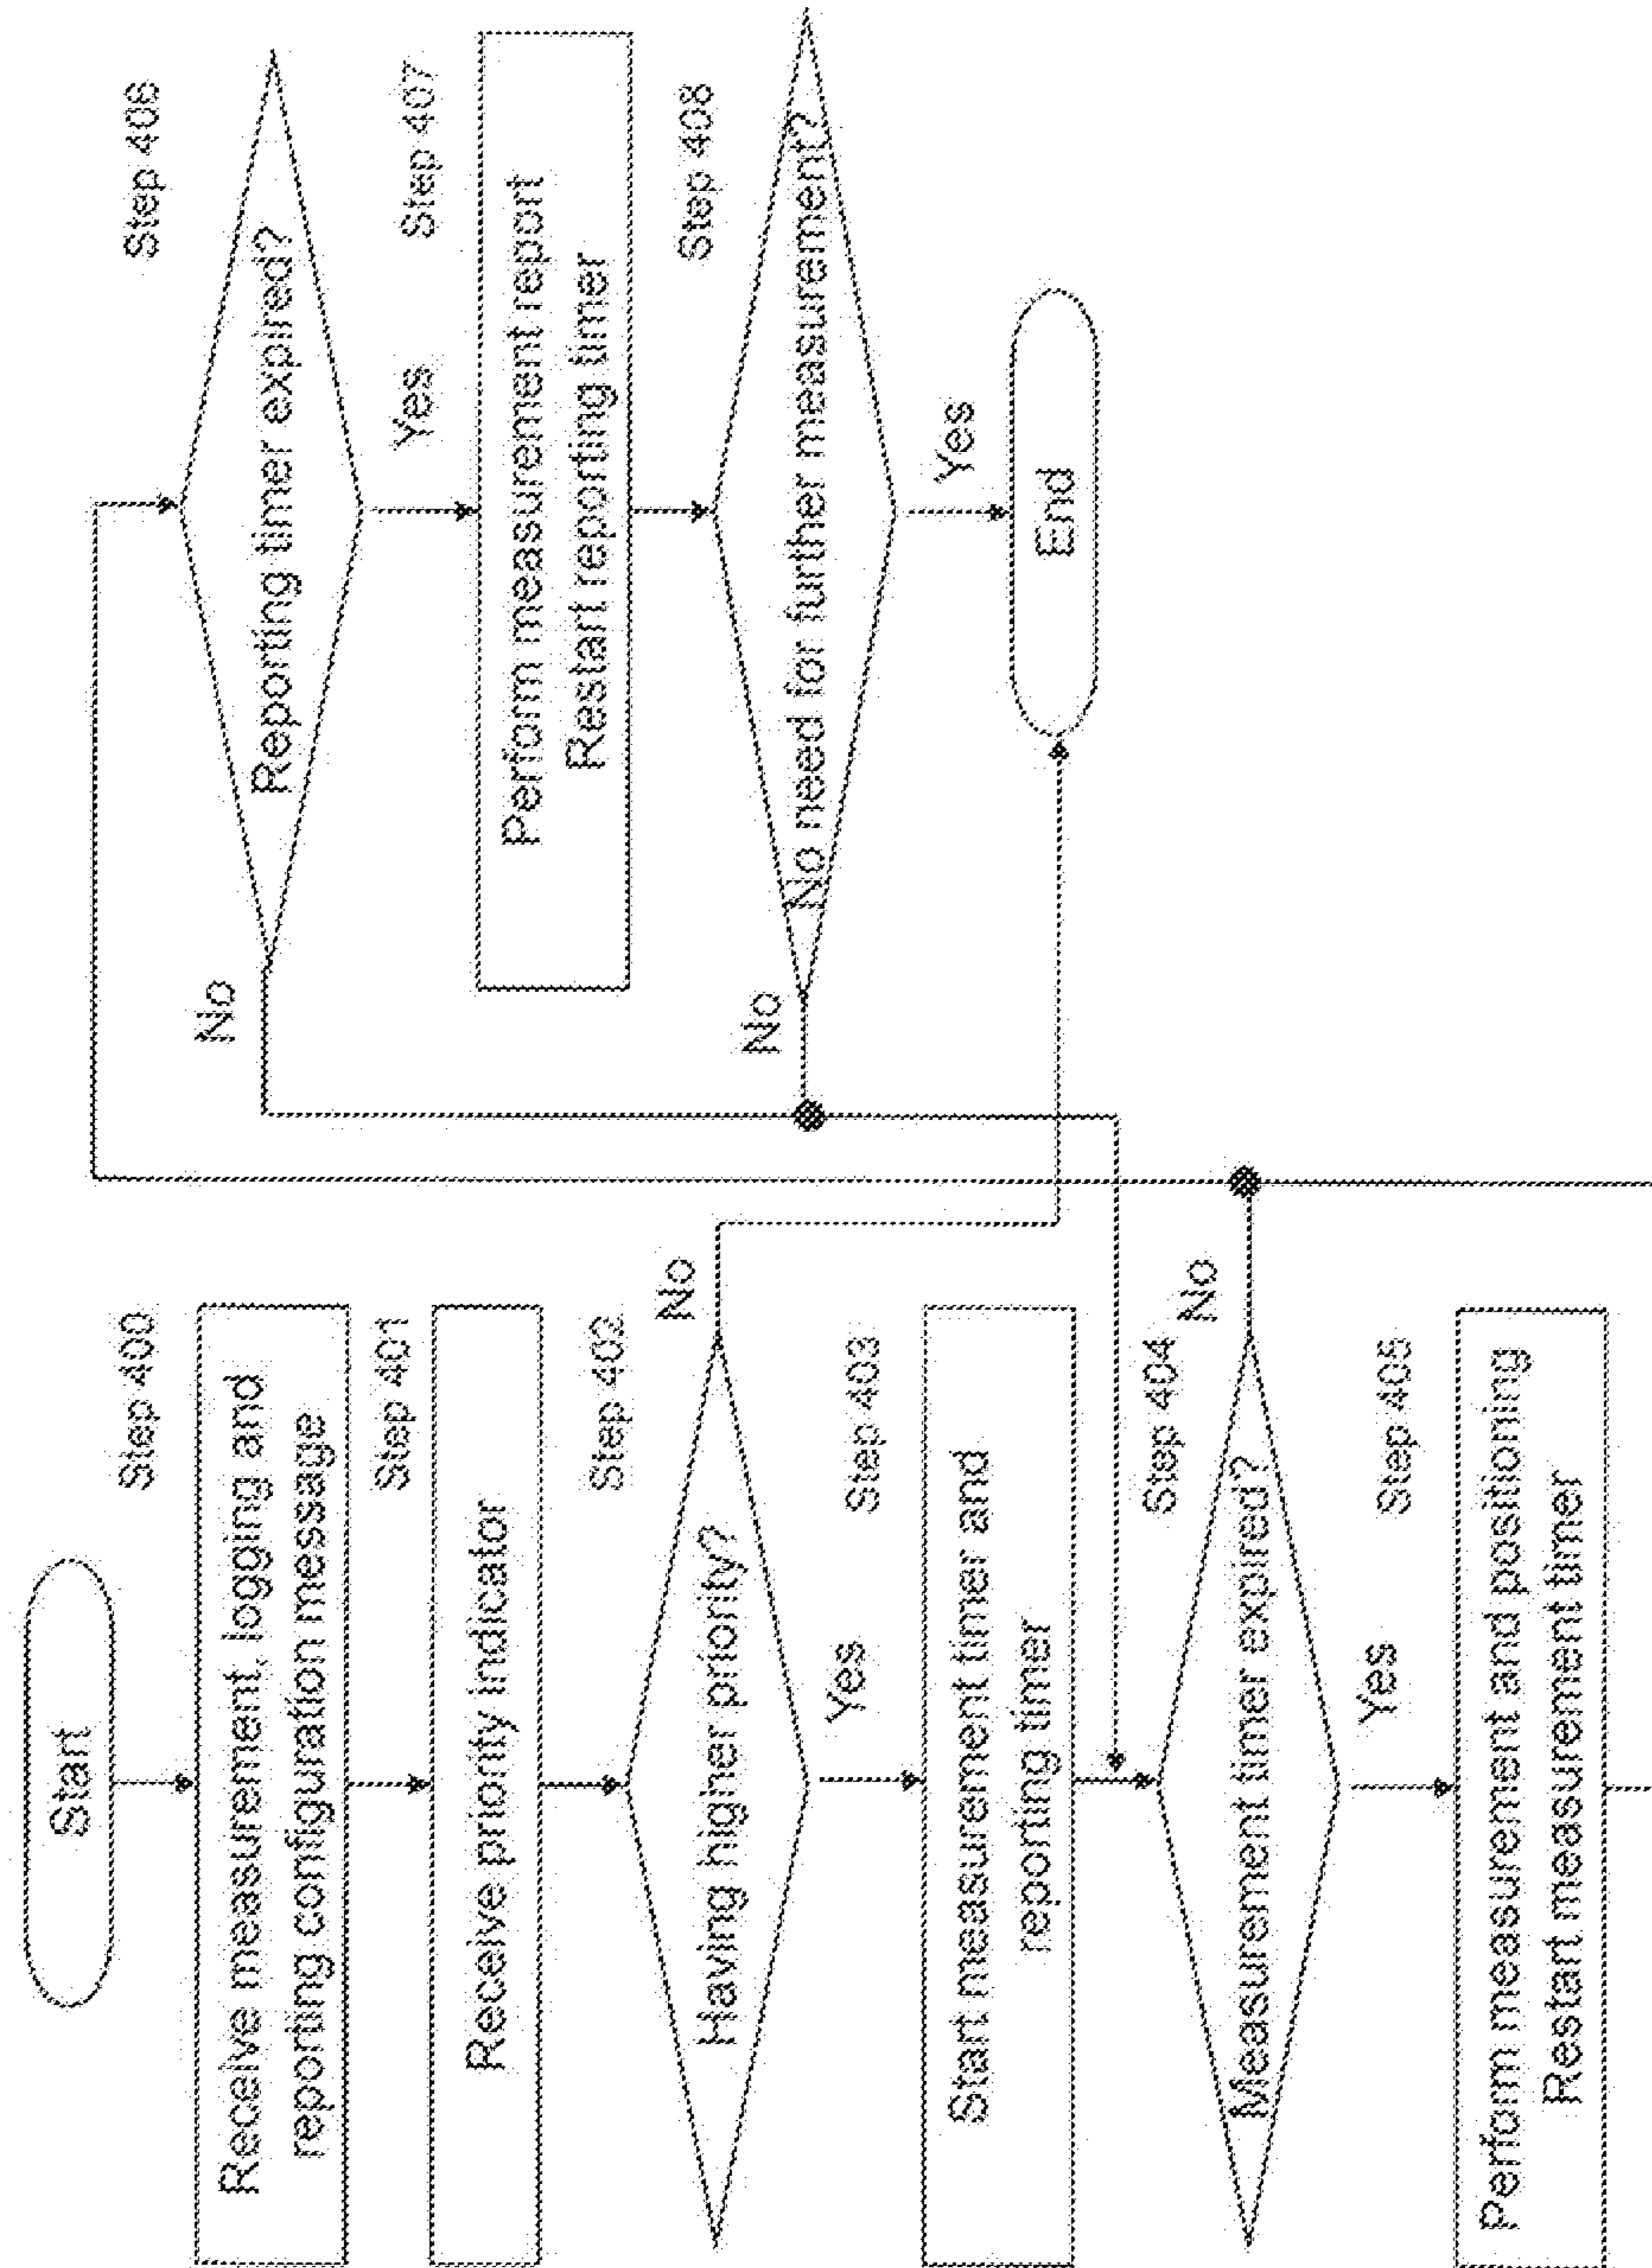 Start
Step 400
Receive measurement, logging and
reporting configuration message
Step 401
Receive priority indicator
Step 402
Having higher priority?
No
Yes
Step 403
Start measurement timer and
reporting timer
Step 404
Measurement timer expired?
No
Yes
Step 405
Perform measurement and positioning
Restart measurement timer
Step 406
Reporting timer expired?
No
Yes
Step 407
Perform measurement report
Restart reporting timer
Step 408
No need for further measurement?
No
Yes
End